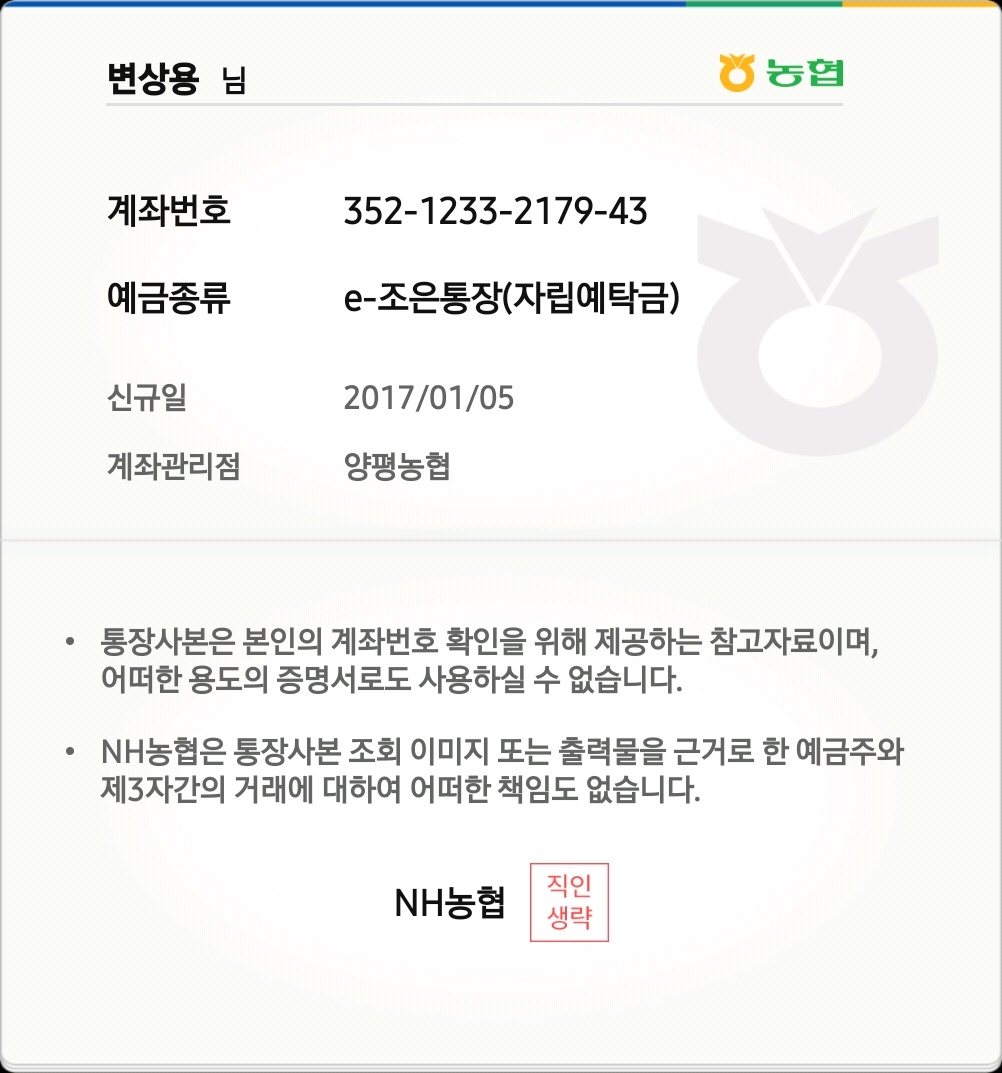 변상용 님
농협
계좌번호 352-1233-2179-43
예금종류 e-조은통장(자립예탁금)
신규일 2017/01/05
계좌관리점 양평농협
• 통장사본은 본인의 계좌번호 확인을 위해 제공하는 참고자료이며,
어떠한 용도의 증명서로도 사용하실 수 없습니다.
• NH농협은 통장사본 조회 이미지 또는 출력물을 근거로 한 예금주와
제3자간의 거래에 대하여 어떠한 책임도 없습니다.
NH농협
직인
생략